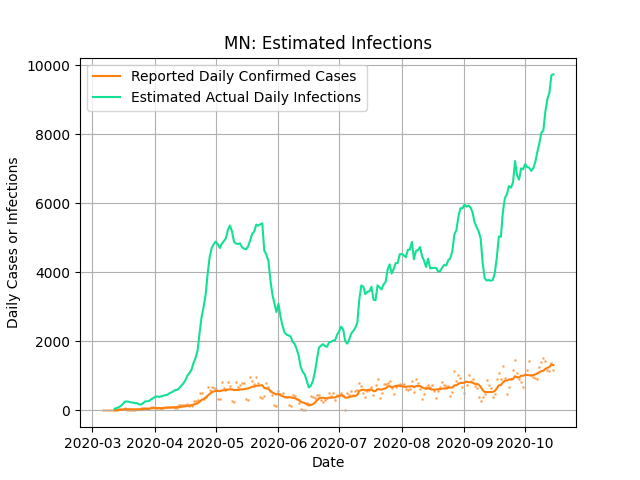 MN: Estimated Infections
Reported Daily Confirmed Cases
Estimated Actual Daily Infections
Daily Cases or Infections
10000
8000
6000
4000
2000
0
2020-03 2020-04 2020-05 2020-06 2020-07 2020-08 2020-09 2020-10
Date